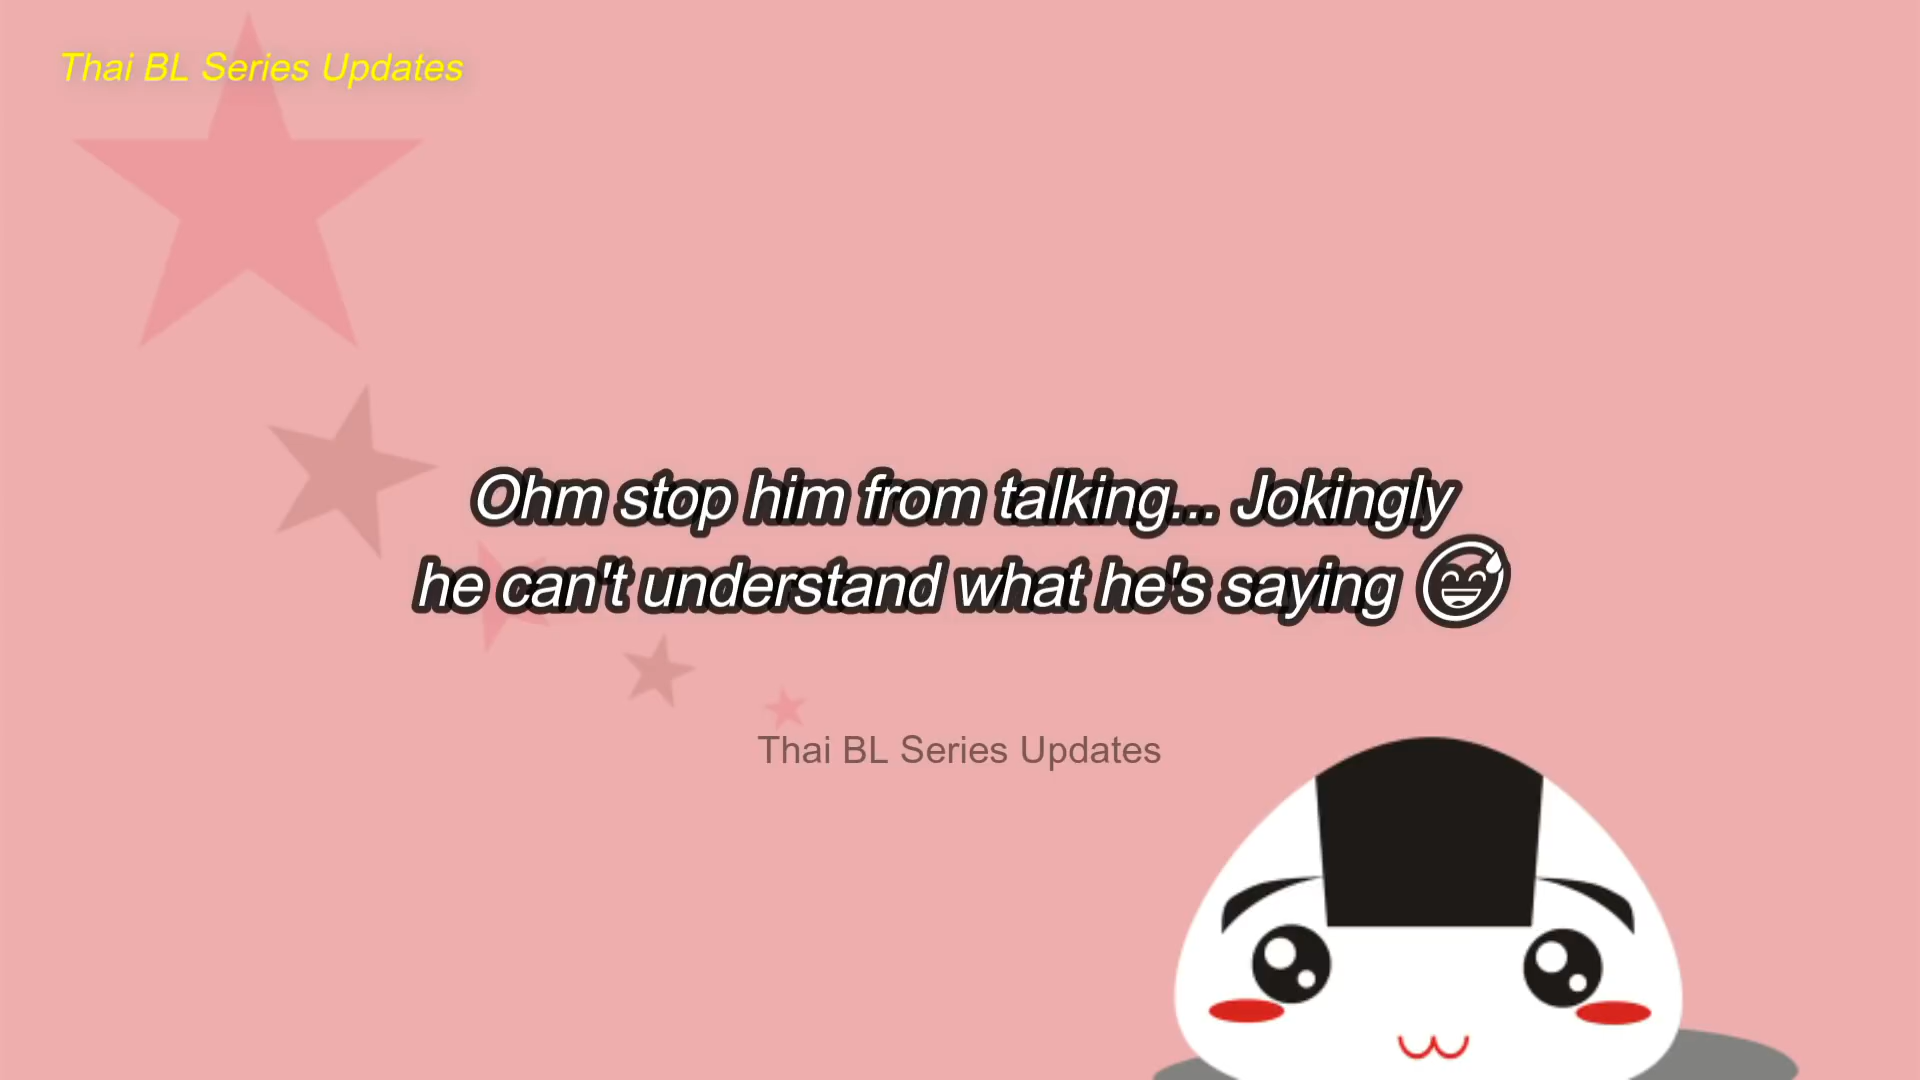 Thai BL Series Updates
Ohm stop him from talking... Jokingly
he can't understand what he's saying 😅
Thai BL Series Updates